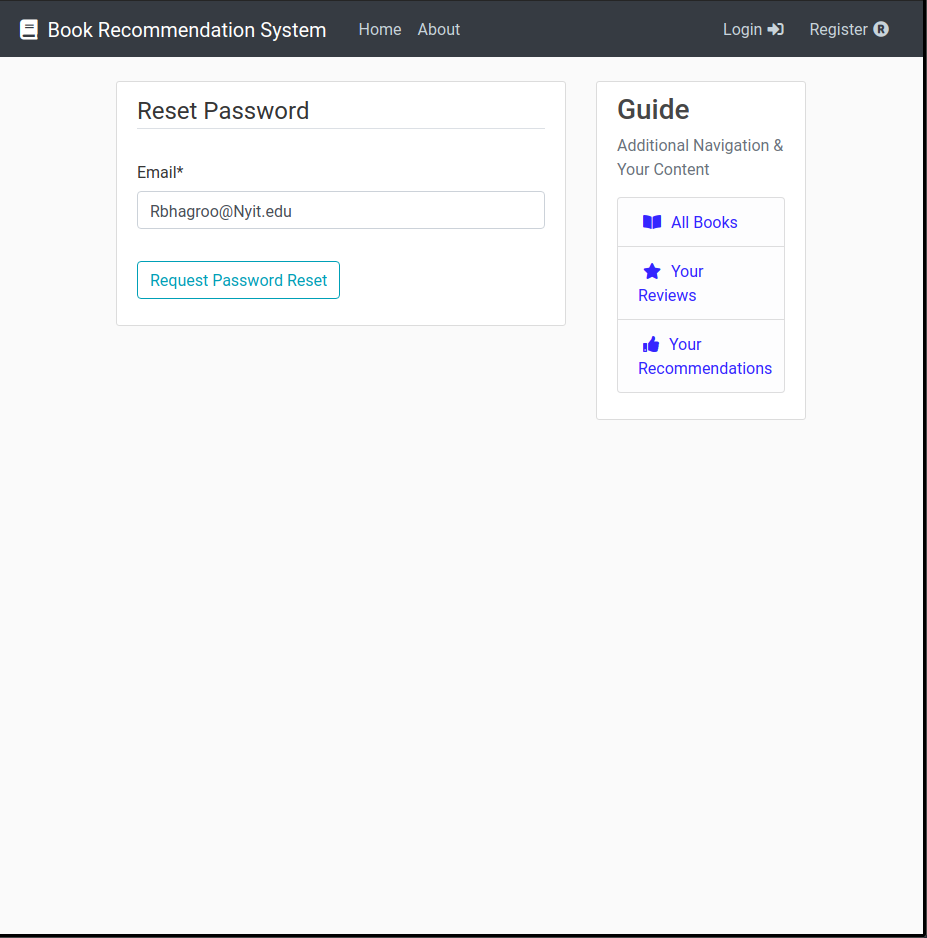 Book Recommendation System Home About Login Register R
Reset Password
Email*
Rbhagroo@Nyit.edu
Request Password Reset
Guide
Additional Navigation &
Your Content
All Books
Your
Reviews
Your
Recommendations